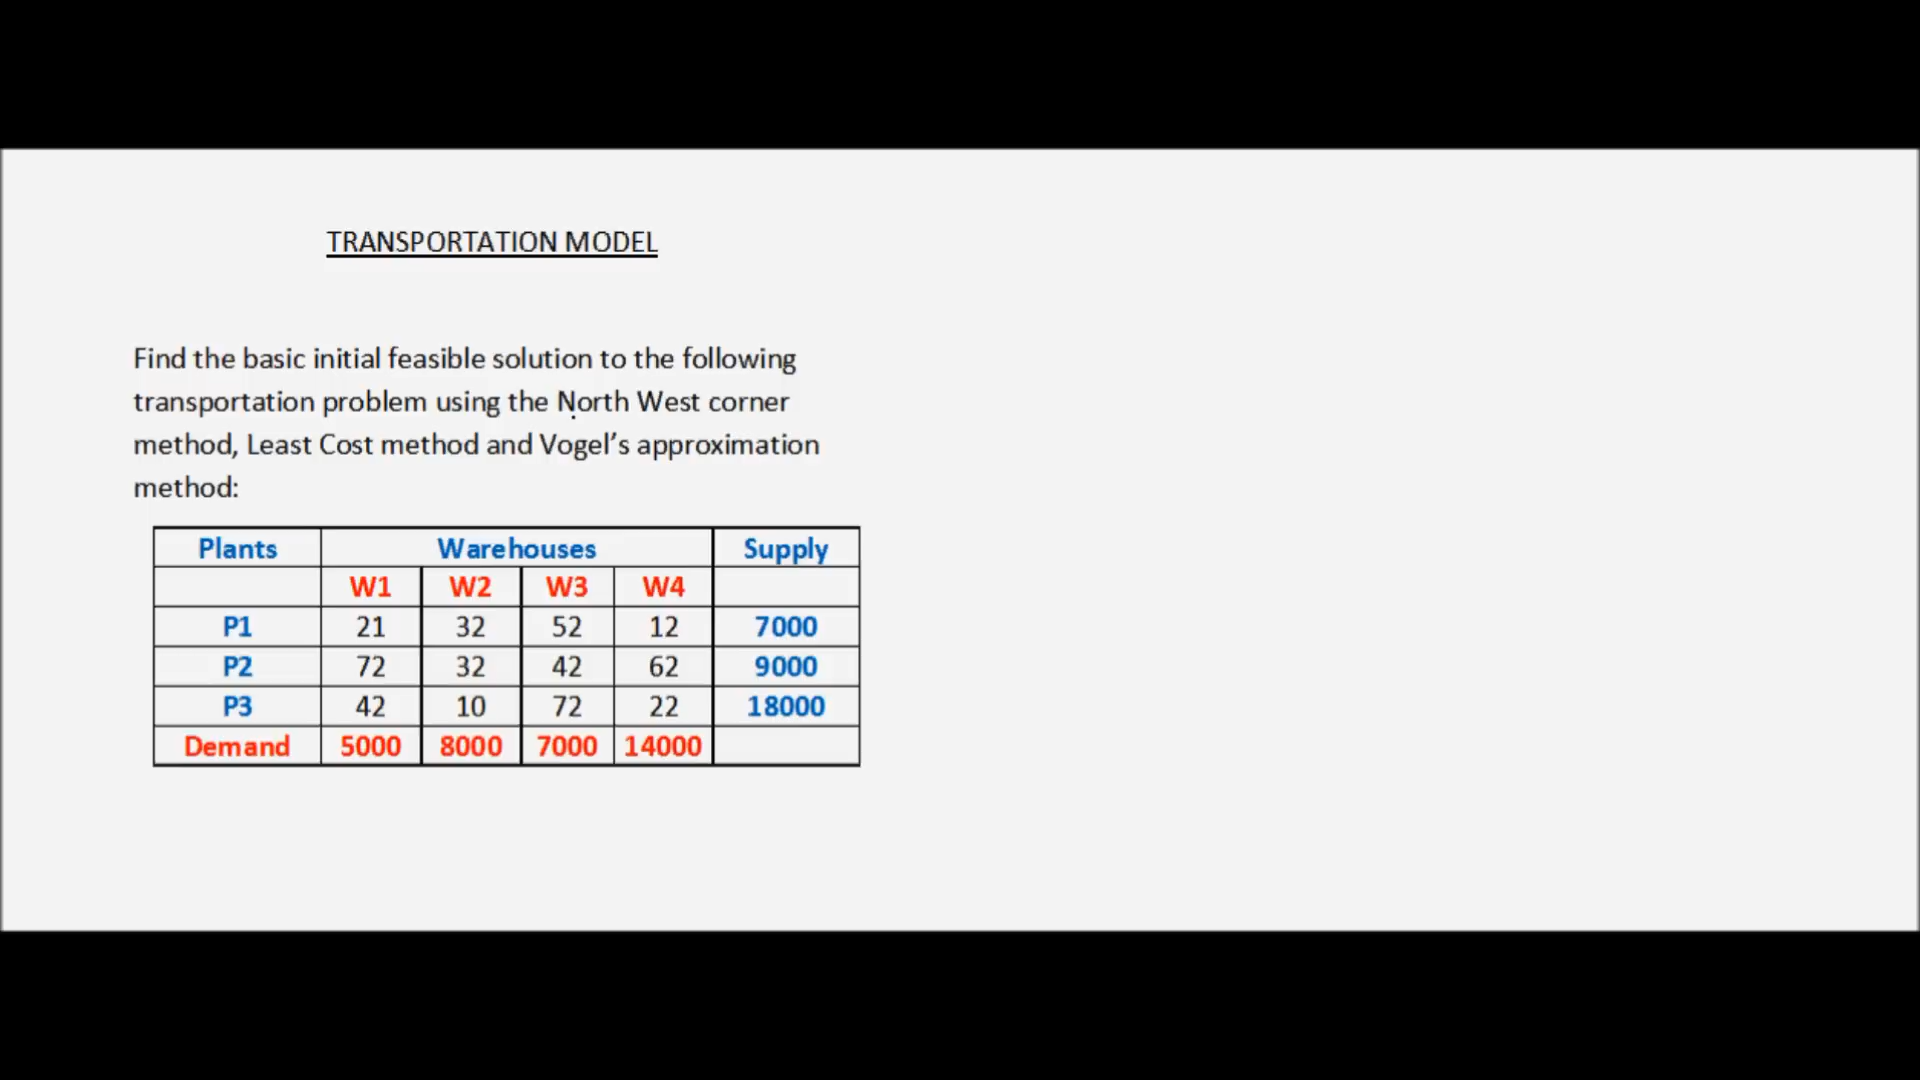 TRANSPORTATION MODEL
Find the basic initial feasible solution to the following
transportation problem using the North West corner
method, Least Cost method and Vogel’s approximation
method:
Plants Warehouses Supply
W1 W2 W3 W4
P1 21 32 52 12 7000
P2 72 32 42 62 9000
P3 42 10 72 22 18000
Demand 5000 8000 7000 14000